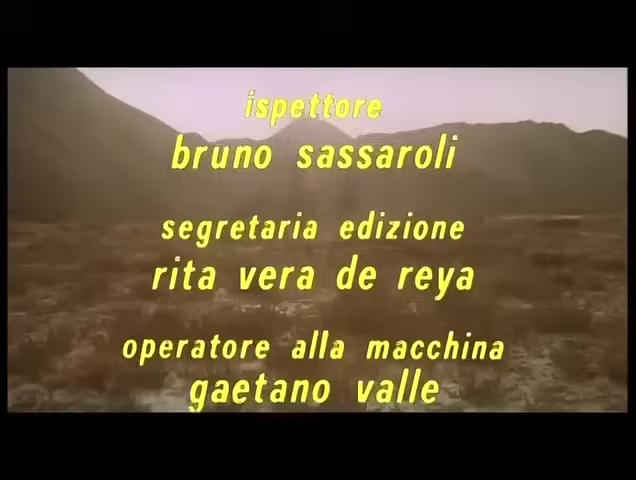 ispettore
bruno sassaroli
segretaria edizione
rita vera de reya
operatore alla macchina
gaetano valle